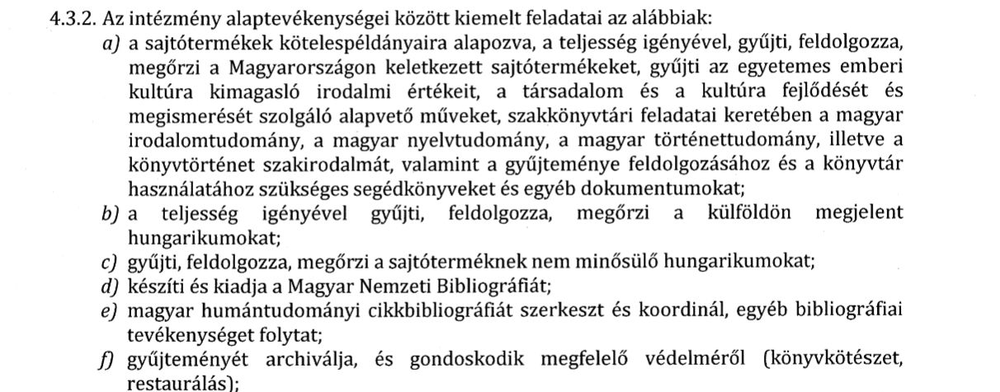 4.3.2. Az intézmény alaptevékenységei között kiemelt feladatai az alábbiak:
a) a sajtótermékek kötelespéldányaira alapozva, a teljesség igényével, gyűjti, feldolgozza,
megőrzi a Magyarországon keletkezett sajtótermékeket, gyűjti az egyetemes emberi
kultúra kimagasló irodalmi értékeit, a társadalom és a kultúra fejlődését és
megismerését szolgáló alapvető műveket, szakkönyvtári feladatai keretében a magyar
irodalomtudomány, a magyar nyelvtudomány, a magyar történettudomány, illetve a
könyvtörténet szakirodalmát, valamint a gyűjteménye feldolgozásához és a könyvtár
használatához szükséges segédkönyveket és egyéb dokumentumokat;
b) a teljesség igényével gyűjti, feldolgozza, megőrzi a külföldön megjelent
hungarikumokat;
c) gyűjti, feldolgozza, megőrzi a sajtóterméknek nem minősülő hungarikumokat;
d) készíti és kiadja a Magyar Nemzeti Bibliográfiát;
e) magyar humántudományi cikkbibliográfiát szerkeszt és koordinál, egyéb bibliográfiai
tevékenységet folytat;
f) gyűjteményét archiválja, és gondoskodik megfelelő védelméről (könyvkötészet,
restaurálás);